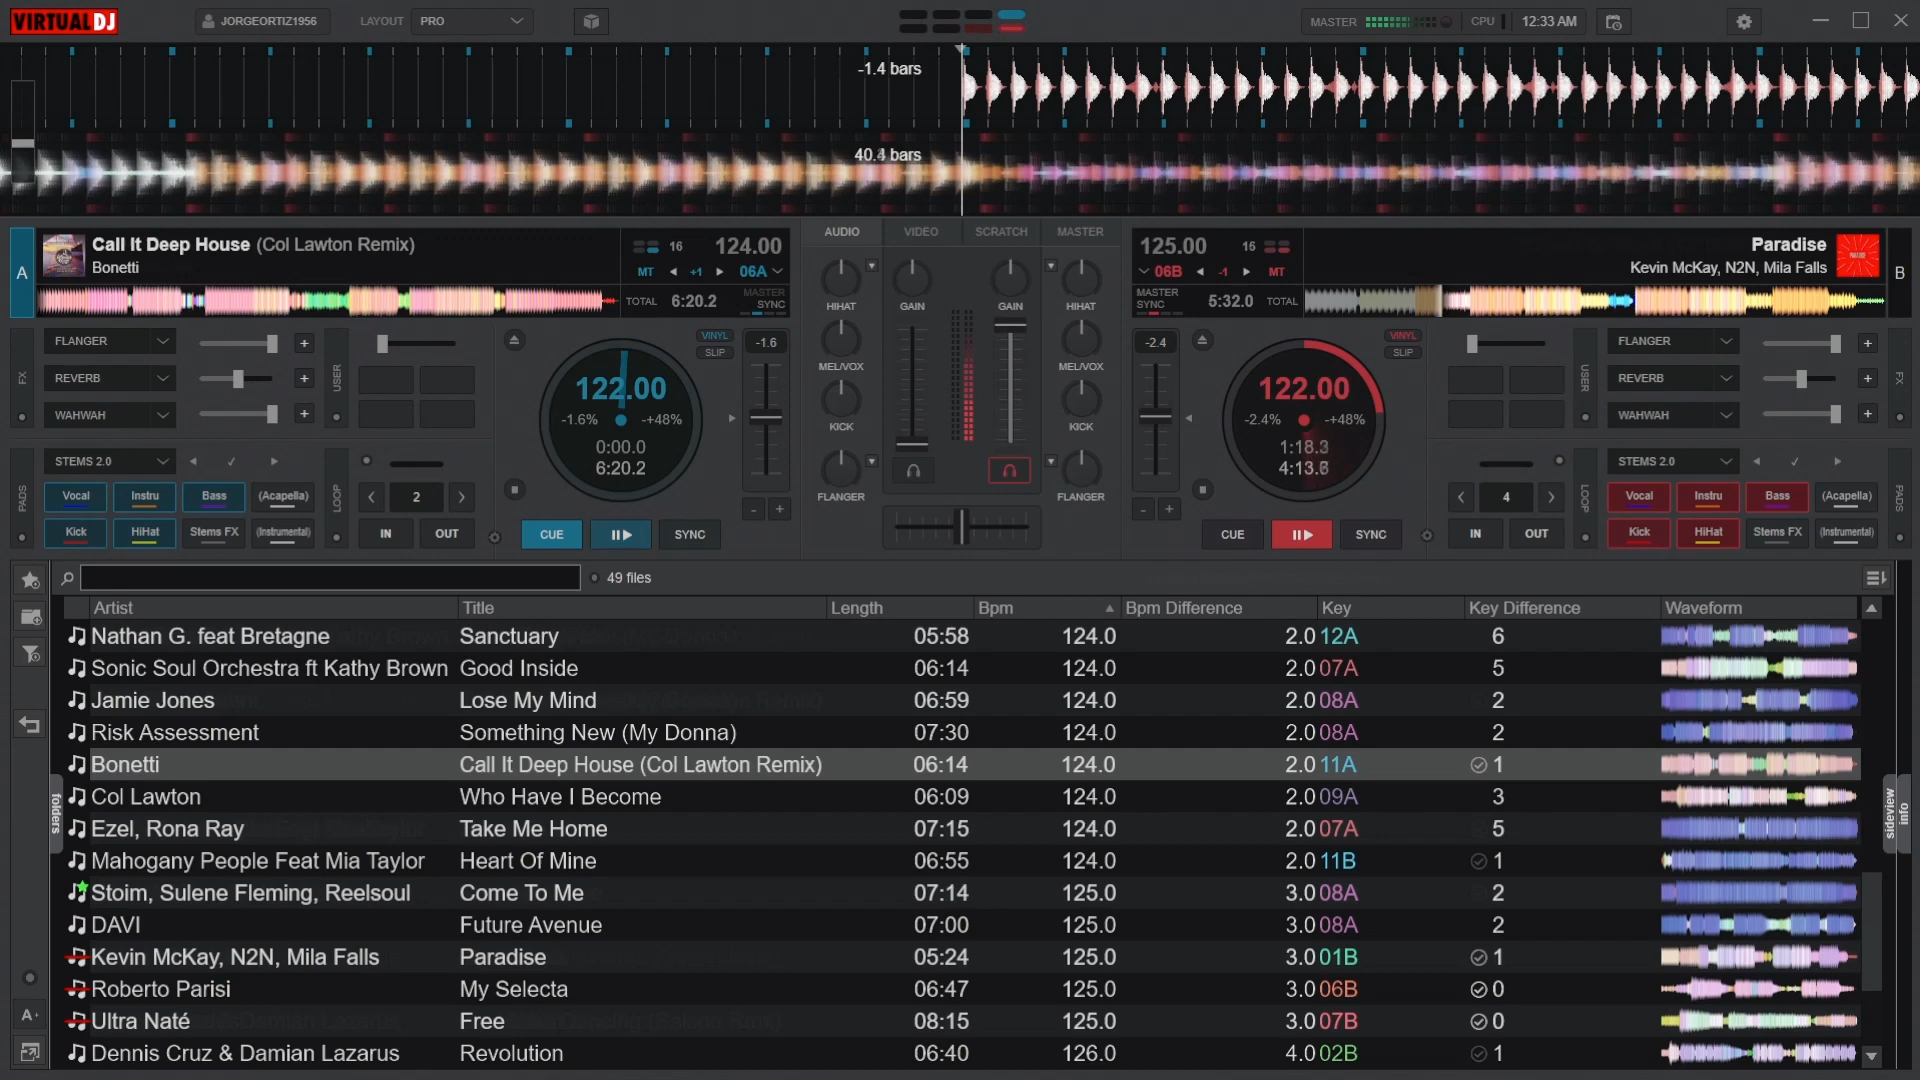 VIRTUAL DJ
JORGEORTIZ1956
LAYOUT PRO
MASTER
CPU
12:33 AM
-1.4 bars
40.4 bars
A
Call It Deep House (Col Lawton Remix)
Bonetti
16 124.00
MT +1 06A
TOTAL 6:20.2 MASTER SYNC
AUDIO VIDEO SCRATCH MASTER
125.00 16
06B -1 MT
MASTER SYNC 5:32.0 TOTAL
Paradise
Kevin McKay, N2N, Mila Falls
B
FX
FLANGER +
REVERB +
WAHWAH +
USER
VINYL
SLIP
-1.6
122.00
-1.6% -+48%
0:00.0
6:20.2
HIHAT GAIN GAIN HIHAT
MEL/VOX MEL/VOX
KICK KICK
FLANGER FLANGER
-2.4
VINYL
SLIP
122.00
-2.4% -+48%
1:18.3
4:13.6
USER
FLANGER +
REVERB +
WAHWAH +
FX
PADS
STEMS 2.0
Vocal Instru Bass (Acapella)
Kick HiHat Stems FX (Instrumental)
LOOP
2
IN OUT
CUE SYNC
- +
- +
CUE SYNC
4
IN OUT
LOOP
STEMS 2.0
Vocal Instru Bass (Acapella)
Kick HiHat Stems FX (Instrumental)
PADS
49 files
Artist Title Length Bpm Bpm Difference Key Key Difference Waveform
Nathan G. feat Bretagne Sanctuary 05:58 124.0 2.0 12A 6
Sonic Soul Orchestra ft Kathy Brown Good Inside 06:14 124.0 2.0 07A 5
Jamie Jones Lose My Mind 06:59 124.0 2.0 08A 2
Risk Assessment Something New (My Donna) 07:30 124.0 2.0 08A 2
Bonetti Call It Deep House (Col Lawton Remix) 06:14 124.0 2.0 11A 1
Col Lawton Who Have I Become 06:09 124.0 2.0 09A 3
Ezel, Rona Ray Take Me Home 07:15 124.0 2.0 07A 5
Mahogany People Feat Mia Taylor Heart Of Mine 06:55 124.0 2.0 11B 1
Stoim, Sulene Fleming, Reelsoul Come To Me 07:14 125.0 3.0 08A 2
DAVI Future Avenue 07:00 125.0 3.0 08A 2
Kevin McKay, N2N, Mila Falls Paradise 05:24 125.0 3.0 01B 1
Roberto Parisi My Selecta 06:47 125.0 3.0 06B 0
Ultra Naté Free 08:15 125.0 3.0 07B 0
Dennis Cruz & Damian Lazarus Revolution 06:40 126.0 4.0 02B 1
folders
sideview
info
A+